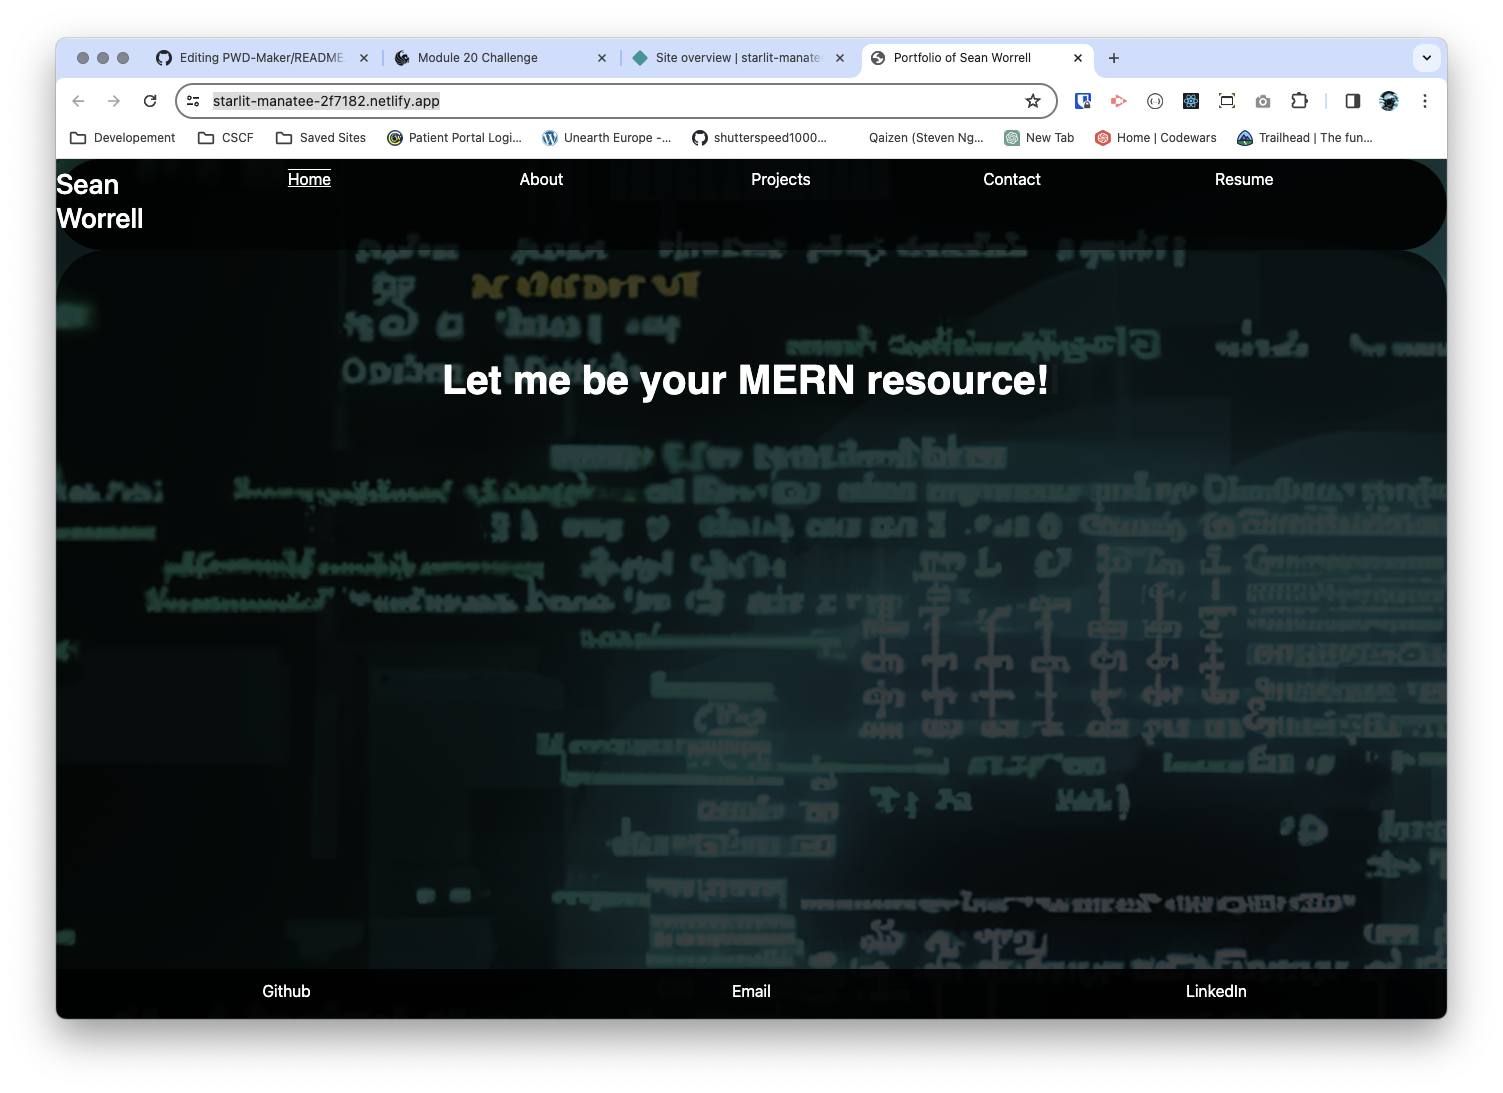 Editing PWD-Maker/README.
Module 20 Challenge
Site overview | starlit-manate
Portfolio of Sean Worrell
starlit-manatee-2f7182.netlify.app
Developement
CSCF
Saved Sites
Patient Portal Logi...
Unearth Europe -...
shutterspeed1000...
Qaizen (Steven Ng...
New Tab
Home | Codewars
Trailhead | The fun...
Sean
Worrell
Home
About
Projects
Contact
Resume
Let me be your MERN resource!
Github
Email
LinkedIn